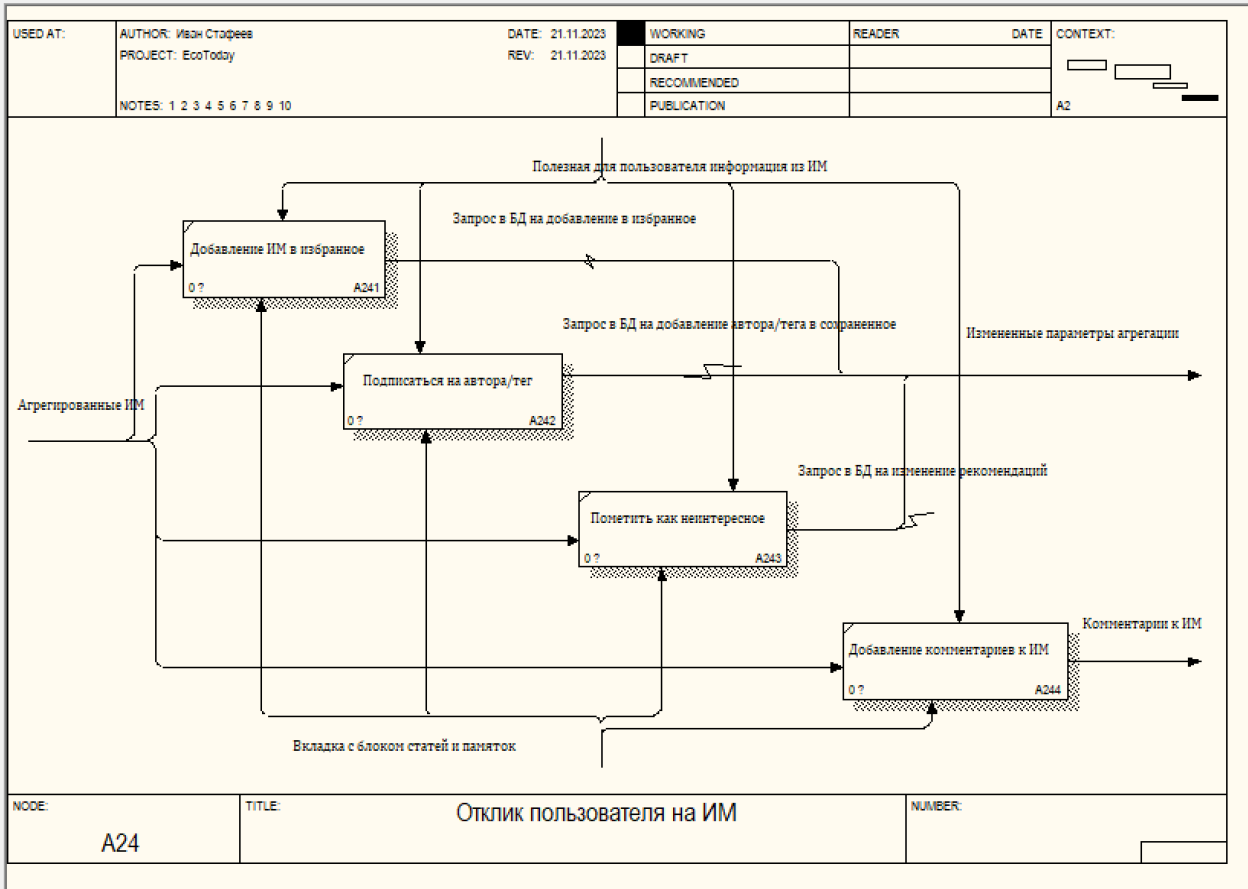 USED AT:
AUTHOR: Иван Стафеев
DATE: 21.11.2023
WORKING
READER
DATE
CONTEXT:
PROJECT: EcoToday
REV: 21.11.2023
DRAFT
RECOMMENDED
NOTES: 1 2 3 4 5 6 7 8 9 10
PUBLICATION
A2
Полезная для пользователя информация из ИМ
Запрос в БД на добавление в избранное
Добавление ИМ в избранное
0 ?
A241
Запрос в БД на добавление автора/тега в сохраненное
Измененные параметры агрегации
Подписаться на автора/тег
0 ?
A242
Агрегированные ИМ
Запрос в БД на изменение рекомендаций
Пометить как неинтересное
0 ?
A243
Комментарии к ИМ
Добавление комментариев к ИМ
0 ?
A244
Вкладка с блоком статей и памяток
NODE:
TITLE:
Отклик пользователя на ИМ
NUMBER:
A24